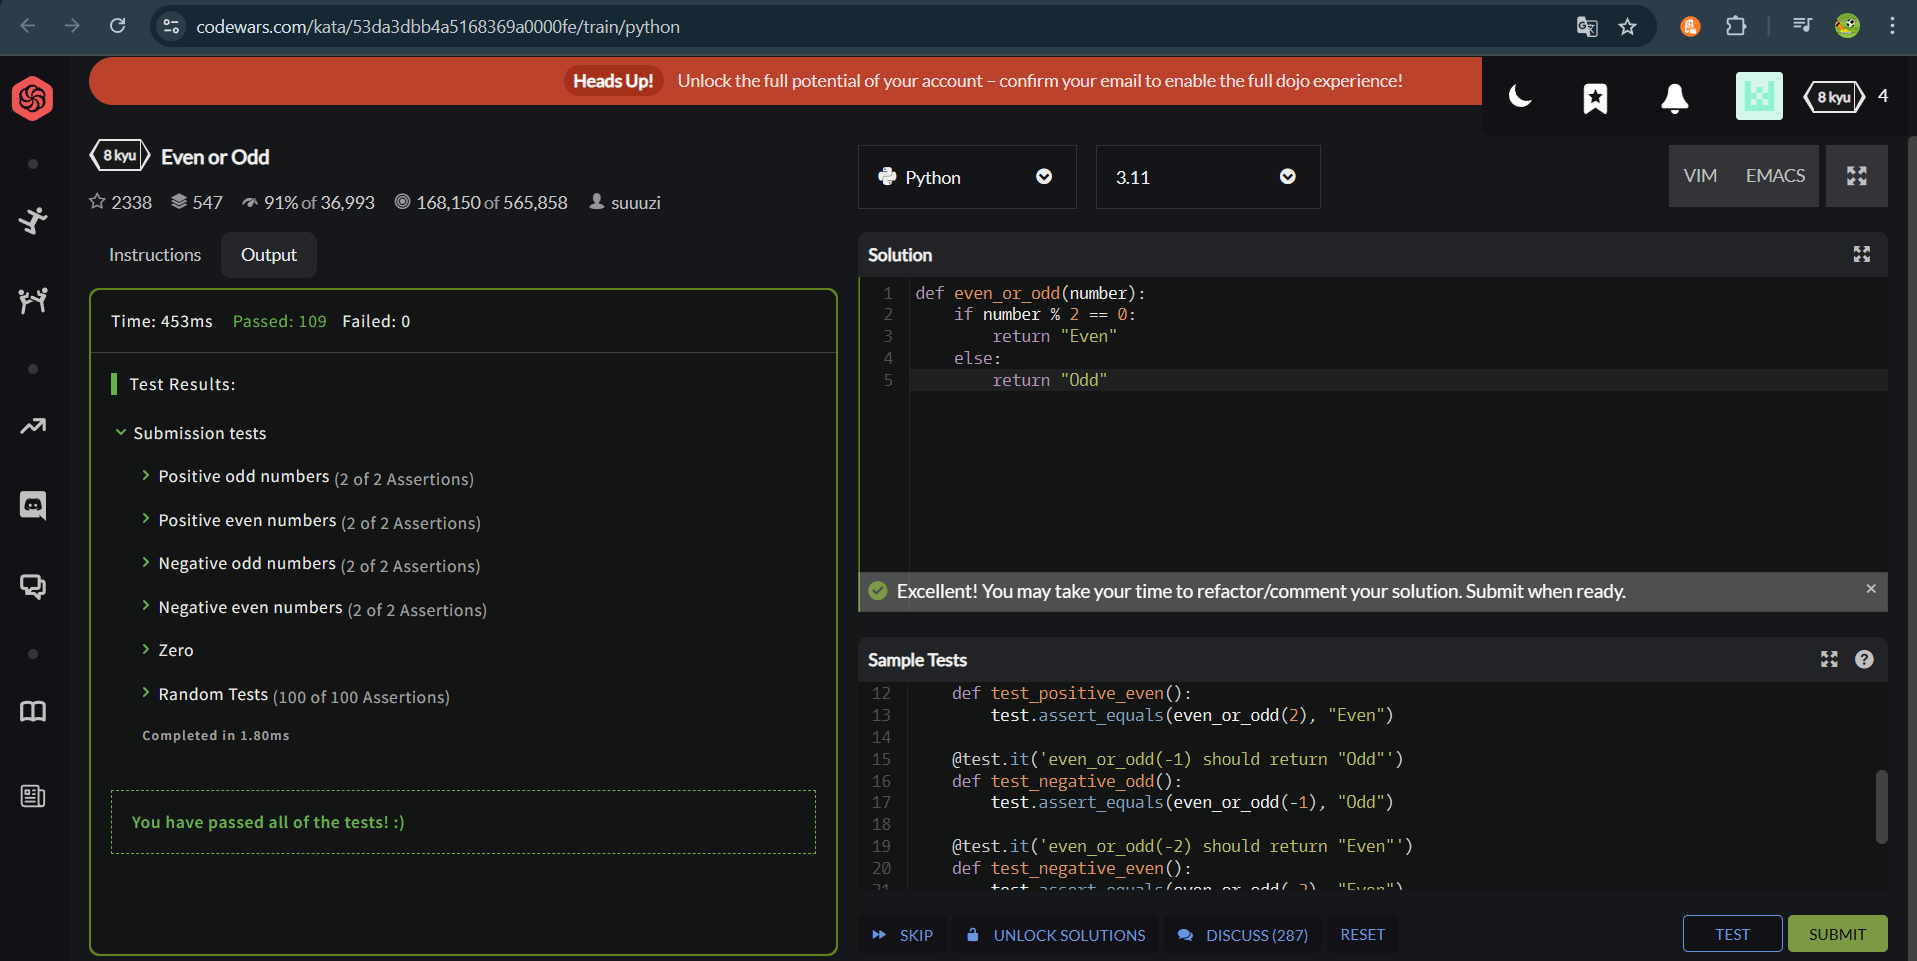 codewars.com/kata/53da3dbb4a5168369a0000fe/train/python
Heads Up! Unlock the full potential of your account – confirm your email to enable the full dojo experience!
8 kyu 4
8 kyu Even or Odd
2338 547 91% of 36,993 168,150 of 565,858 suuuzi
Instructions Output
Time: 453ms Passed: 109 Failed: 0
Test Results:
Submission tests
Positive odd numbers (2 of 2 Assertions)
Positive even numbers (2 of 2 Assertions)
Negative odd numbers (2 of 2 Assertions)
Negative even numbers (2 of 2 Assertions)
Zero
Random Tests (100 of 100 Assertions)
Completed in 1.80ms
You have passed all of the tests! :)
Python 3.11 VIM EMACS
Solution
1 def even_or_odd(number):
2     if number % 2 == 0:
3         return "Even"
4     else:
5         return "Odd"
Excellent! You may take your time to refactor/comment your solution. Submit when ready. ×
Sample Tests ?
12     def test_positive_even():
13         test.assert_equals(even_or_odd(2), "Even")
14
15     @test.it('even_or_odd(-1) should return "Odd"')
16     def test_negative_odd():
17         test.assert_equals(even_or_odd(-1), "Odd")
18
19     @test.it('even_or_odd(-2) should return "Even"')
20     def test_negative_even():
21         test.assert_equals(even_or_odd(-2), "Even")
SKIP UNLOCK SOLUTIONS DISCUSS (287) RESET TEST SUBMIT